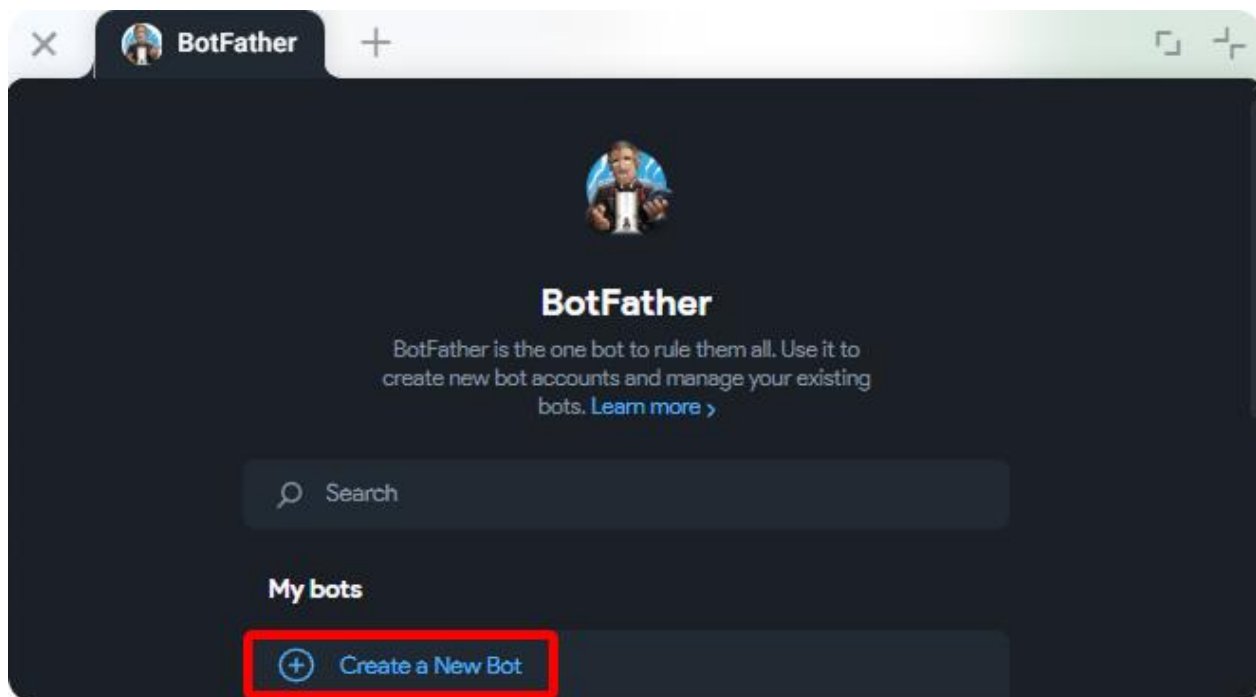 BotFather
BotFather
BotFather is the one bot to rule them all. Use it to
create new bot accounts and manage your existing
bots. Learn more >
Search
My bots
Create a New Bot